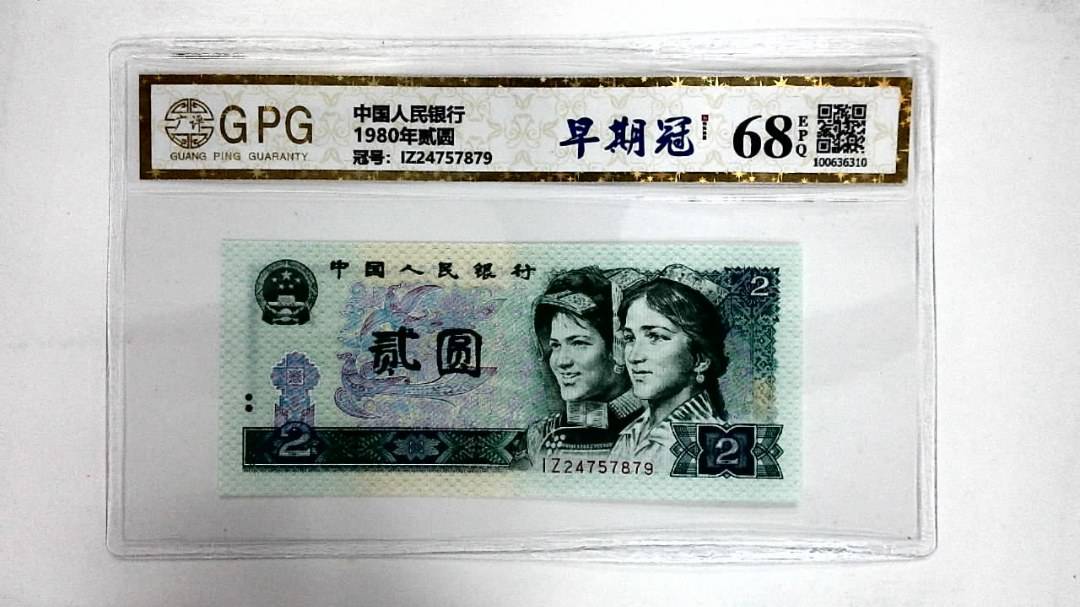 广评
GPG
GUANG PING GUARANTY
中国人民银行
1980年贰圆
冠号：IZ24757879
早期冠
68
EPQ
100636310
中国人民银行
2
贰圆
2
2
IZ24757879